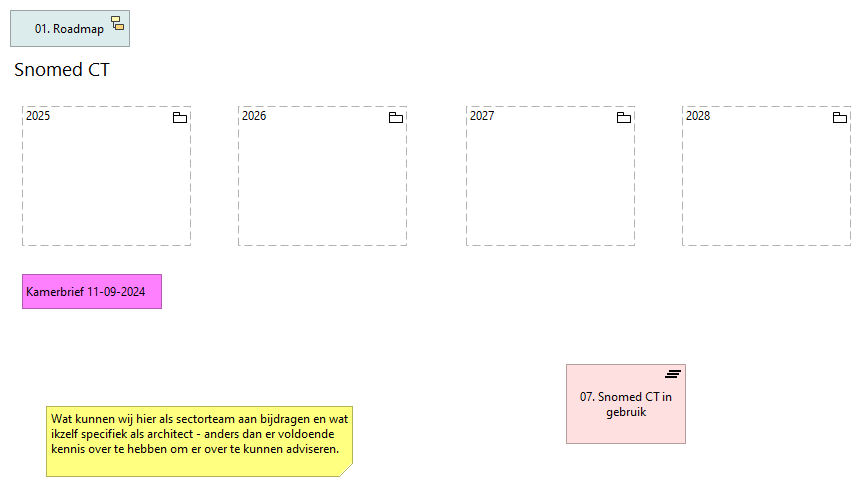 01. Roadmap
Snomed CT
2025
2026
2027
2028
Kamerbrief 11-09-2024
07. Snomed CT in
gebruik
Wat kunnen wij hier als sectorteam aan bijdragen en wat
ikzelf specifiek als architect - anders dan er voldoende
kennis over te hebben om er over te kunnen adviseren.